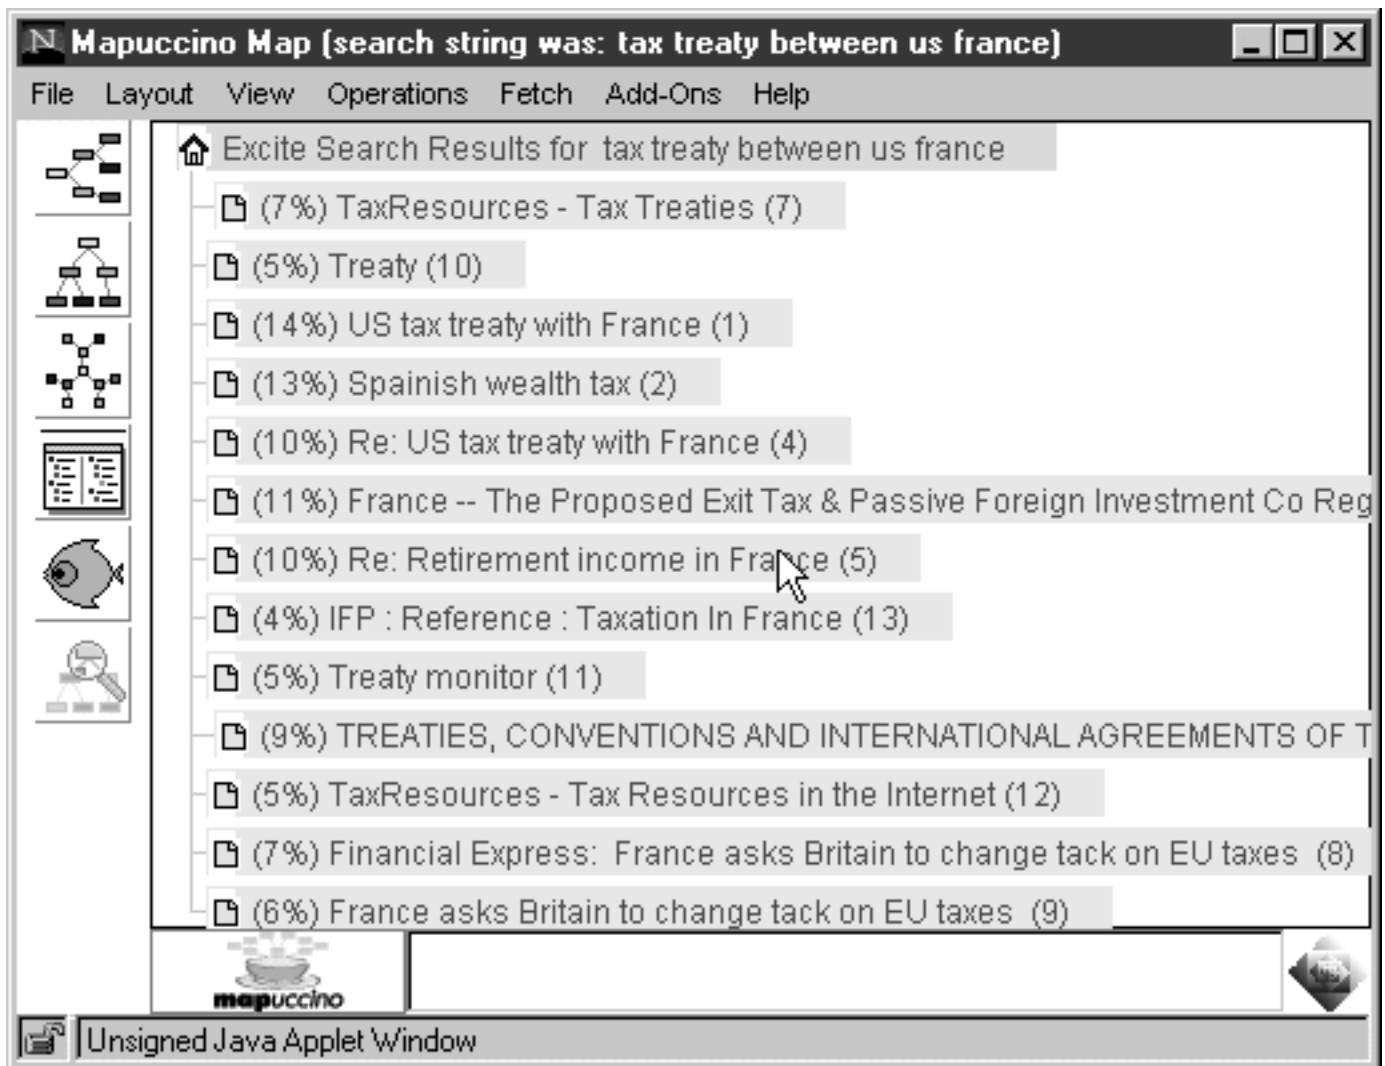 N Mapuccino Map (search string was: tax treaty between us france)
File Layout View Operations Fetch Add-Ons Help
Excite Search Results for tax treaty between us france
(7%) TaxResources - Tax Treaties (7)
(5%) Treaty (10)
(14%) US tax treaty with France (1)
(13%) Spainish wealth tax (2)
(10%) Re: US tax treaty with France (4)
(11%) France -- The Proposed Exit Tax & Passive Foreign Investment Co Reg
(10%) Re: Retirement income in France (5)
(4%) IFP : Reference : Taxation In France (13)
(5%) Treaty monitor (11)
(9%) TREATIES, CONVENTIONS AND INTERNATIONAL AGREEMENTS OF T
(5%) TaxResources - Tax Resources in the Internet (12)
(7%) Financial Express: France asks Britain to change tack on EU taxes (8)
(6%) France asks Britain to change tack on EU taxes (9)
mapuccino
Unsigned Java Applet Window